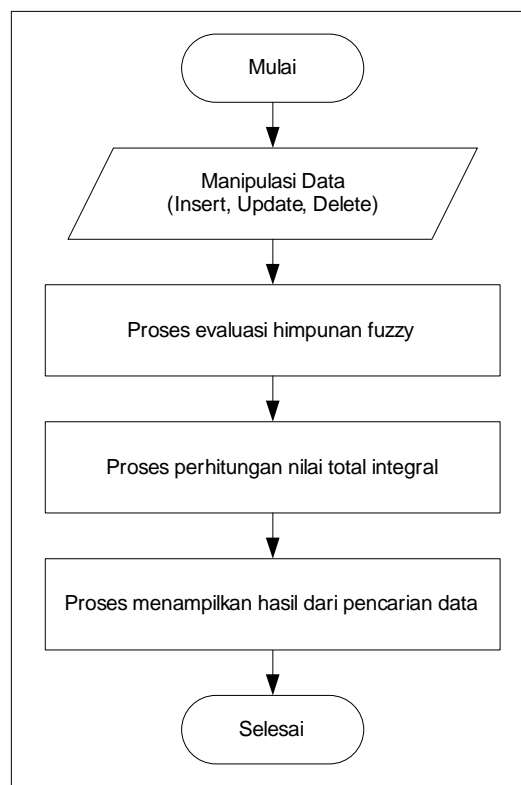 Mulai
Manipulasi Data
(Insert, Update, Delete)
Proses evaluasi himpunan fuzzy
Proses perhitungan nilai total integral
Proses menampilkan hasil dari pencarian data
Selesai